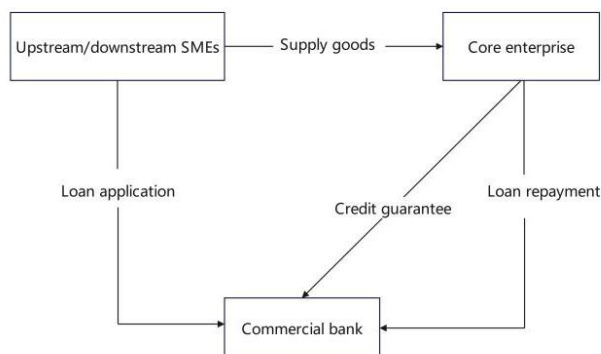 Upstream/downstream SMEs
Supply goods
Core enterprise
Loan application
Credit guarantee
Loan repayment
Commercial bank